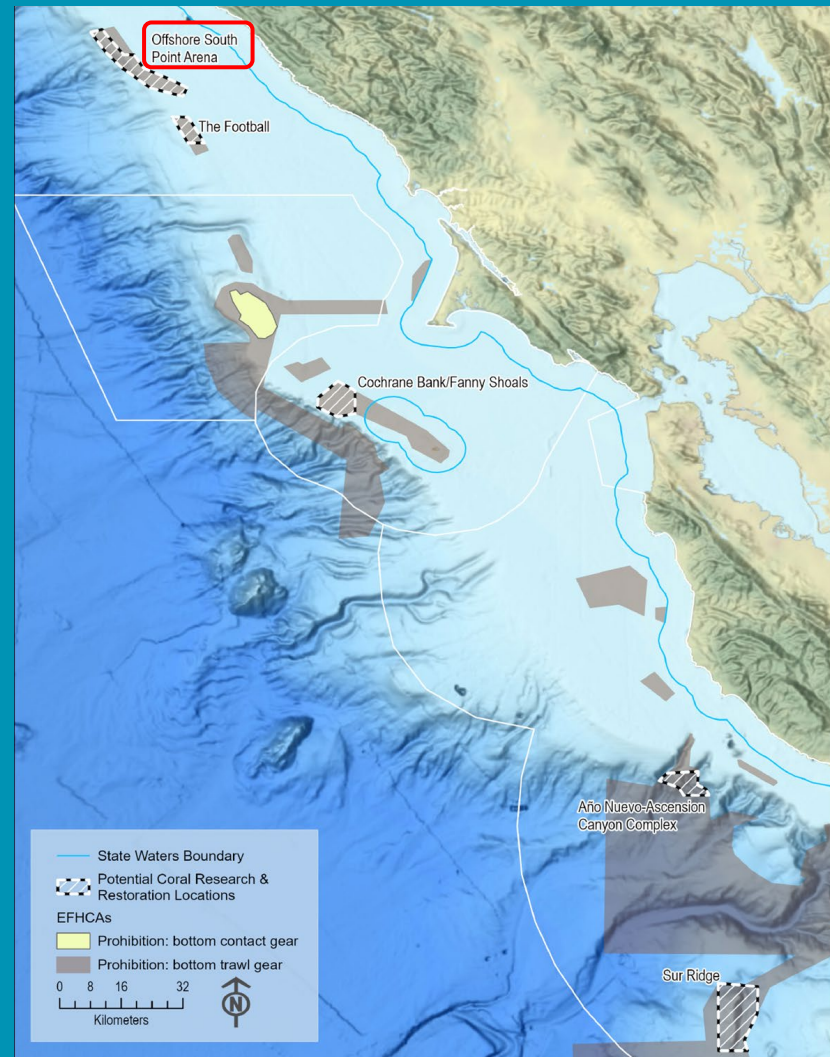 Offshore South
Point Arena
The Football
Cochrane Bank/Fanny Shoals
Año Nuevo-Ascension
Canyon Complex
Sur Ridge
State Waters Boundary
Potential Coral Research &
Restoration Locations
EFHCAs
Prohibition: bottom contact gear
Prohibition: bottom trawl gear
0 8 16 32
Kilometers
N